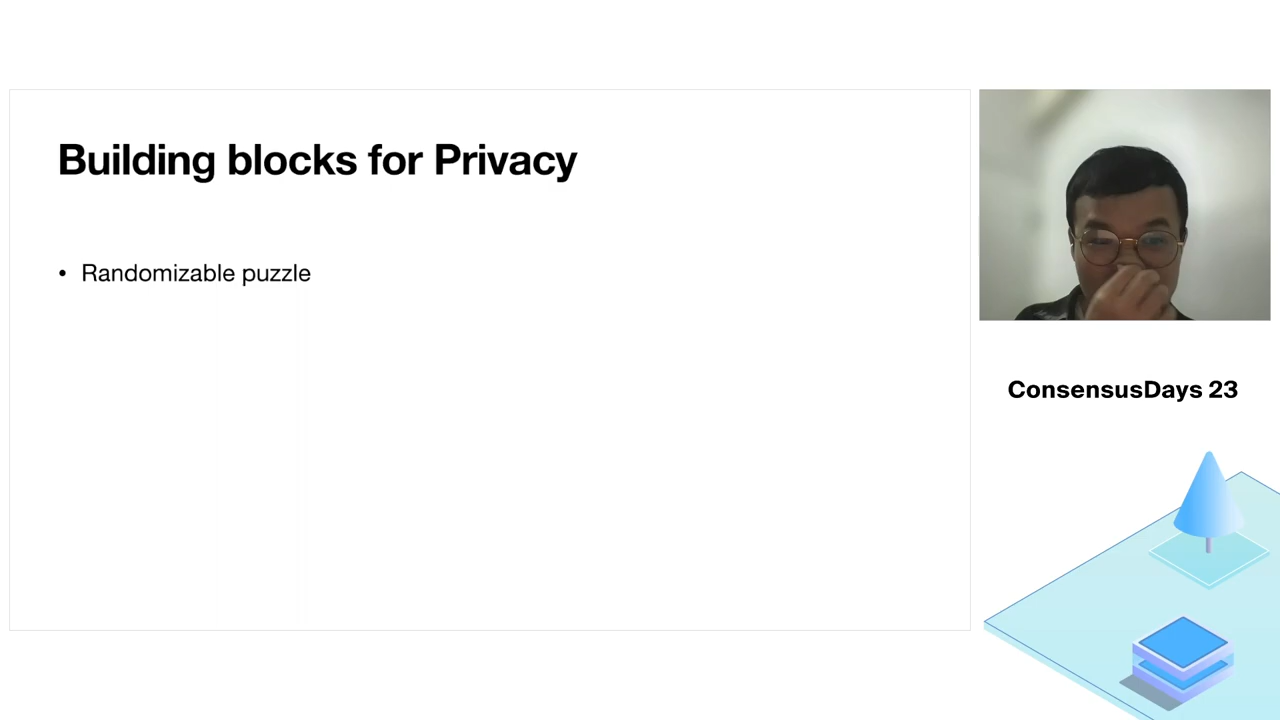 Building blocks for Privacy
• Randomizable puzzle
ConsensusDays 23